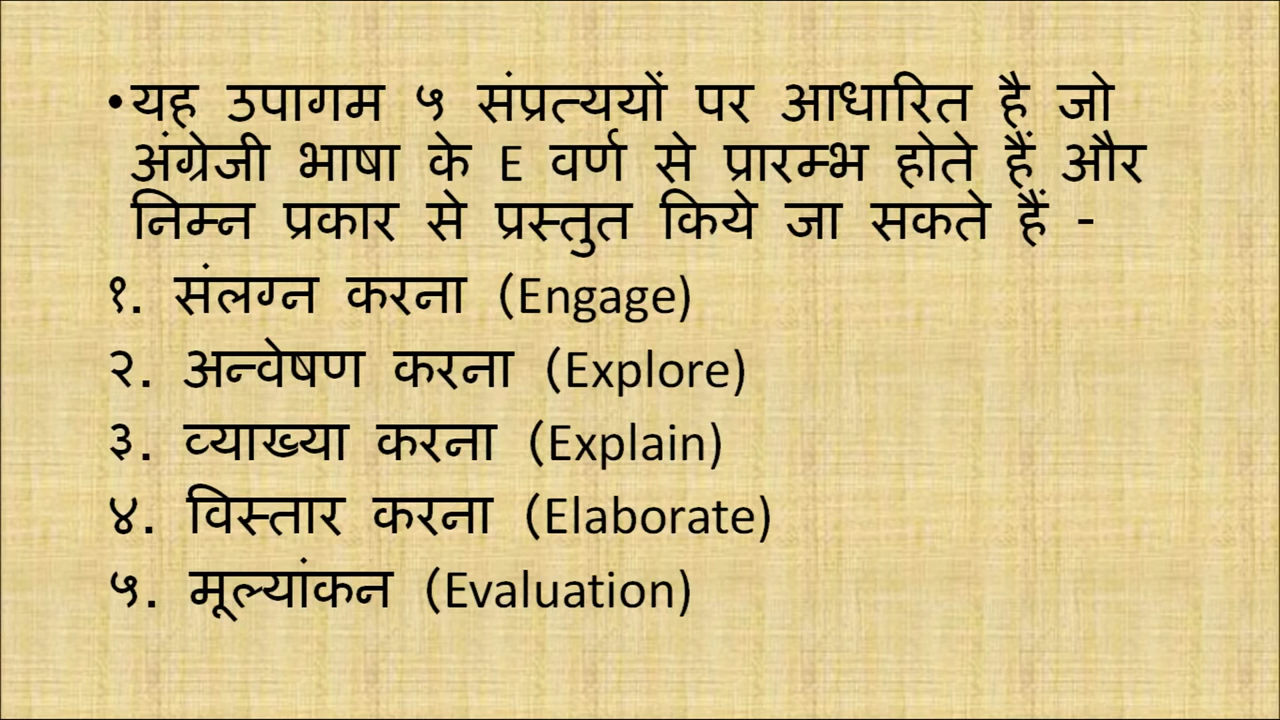 •यह उपागम ५ संप्रत्ययों पर आधारित है जो
अंग्रेजी भाषा के E वर्ण से प्रारम्भ होते हैं और
निम्न प्रकार से प्रस्तुत किये जा सकते हैं -
१. संलग्न करना (Engage)
२. अन्वेषण करना (Explore)
३. व्याख्या करना (Explain)
४. विस्तार करना (Elaborate)
५. मूल्यांकन (Evaluation)